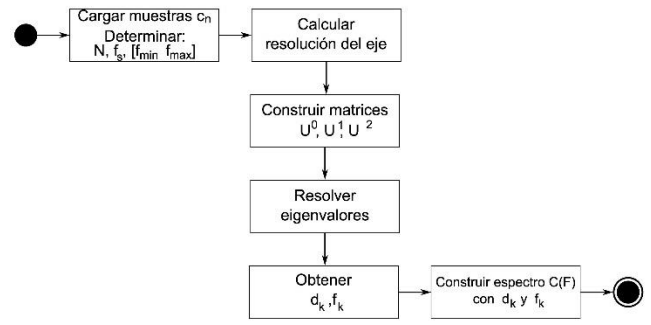 Cargar muestras cn
Determinar:
N, fs, [fmin fmax]
Calcular
resolución del eje
Construir matrices
U⁰, U¹, U ²
Resolver
eigenvalores
Obtener
dk ,fk
Construir espectro C(F)
con dk y fk